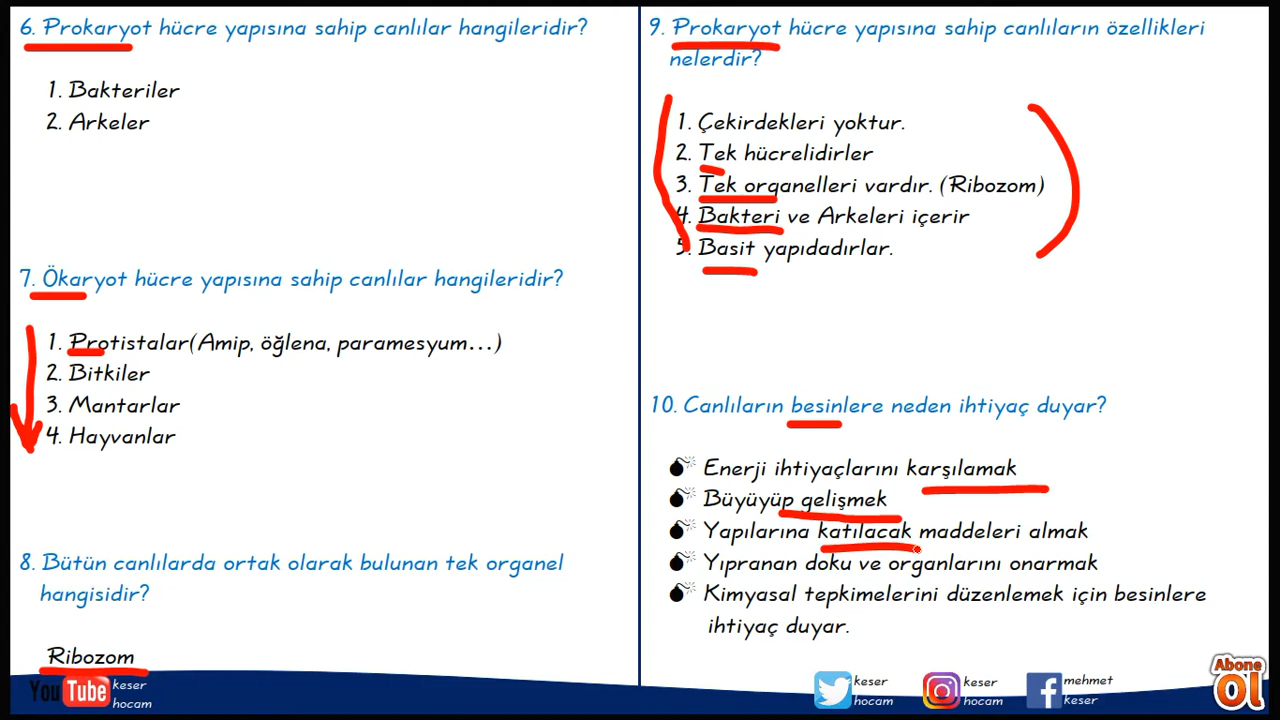 6. Prokaryot hücre yapısına sahip canlılar hangileridir?
1. Bakteriler
2. Arkeler
7. Ökaryot hücre yapısına sahip canlılar hangileridir?
1. Protistalar(Amip, öğlena, paramesyum...)
2. Bitkiler
3. Mantarlar
4. Hayvanlar
8. Bütün canlılarda ortak olarak bulunan tek organel
hangisidir?
Ribozom
9. Prokaryot hücre yapısına sahip canlıların özellikleri
nelerdir?
1. Çekirdekleri yoktur.
2. Tek hücrelidirler
3. Tek organelleri vardır. (Ribozom)
4. Bakteri ve Arkeleri içerir
5. Basit yapıdadırlar.
10. Canlıların besinlere neden ihtiyaç duyar?
Enerji ihtiyaçlarını karşılamak
Büyüyüp gelişmek
Yapılarına katılacak maddeleri almak
Yıpranan doku ve organlarını onarmak
Kimyasal tepkimelerini düzenlemek için besinlere
ihtiyaç duyar.
YouTube keser
hocam
keser
hocam
keser
hocam
mehmet
keser
Abone
OL